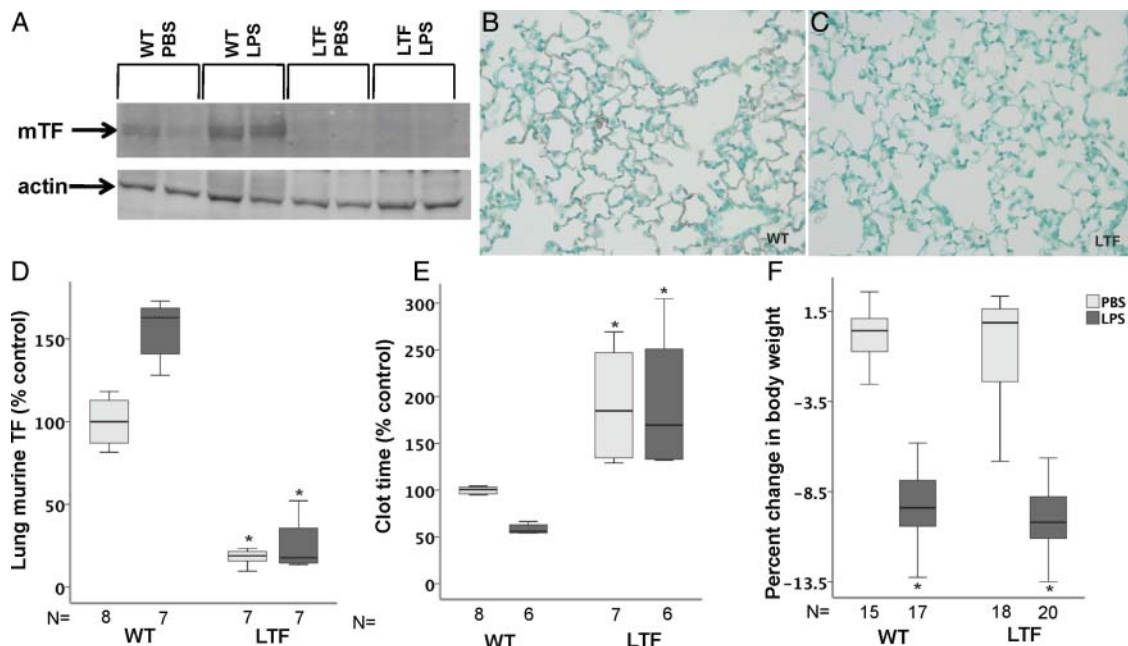 A
WT PBS
WT LPS
LTF PBS
LTF LPS
mTF
actin
B
WT
C
LTF
D
Lung murine TF (% control)
150
100
50
0
*
*
N=
8 7 7 7
WT LTF
E
Clot time (% control)
300
250
200
150
100
50
0
*
*
N=
8 6 7 6
WT LTF
F
Percent change in body weight
1.5
-3.5
-8.5
-13.5
PBS
LPS
*
*
N= 15 17 18 20
WT LTF